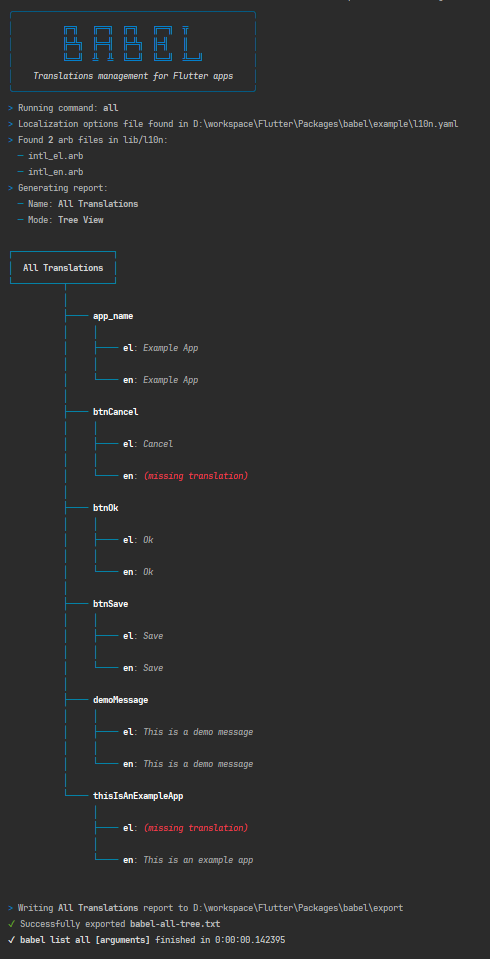 BABEL
Translations management for Flutter apps
> Running command: all
> Localization options file found in D:\workspace\Flutter\Packages\babel\example\l10n.yaml
> Found 2 arb files in lib/l10n:
— intl_el.arb
— intl_en.arb
> Generating report:
— Name: All Translations
— Mode: Tree View
All Translations
app_name
el: Example App
en: Example App
btnCancel
el: Cancel
en: (missing translation)
btnOk
el: Ok
en: Ok
btnSave
el: Save
en: Save
demoMessage
el: This is a demo message
en: This is a demo message
thisIsAnExampleApp
el: (missing translation)
en: This is an example app
> Writing All Translations report to D:\workspace\Flutter\Packages\babel\export
✓ Successfully exported babel-all-tree.txt
✓ babel list all [arguments] finished in 0:00:00.142395